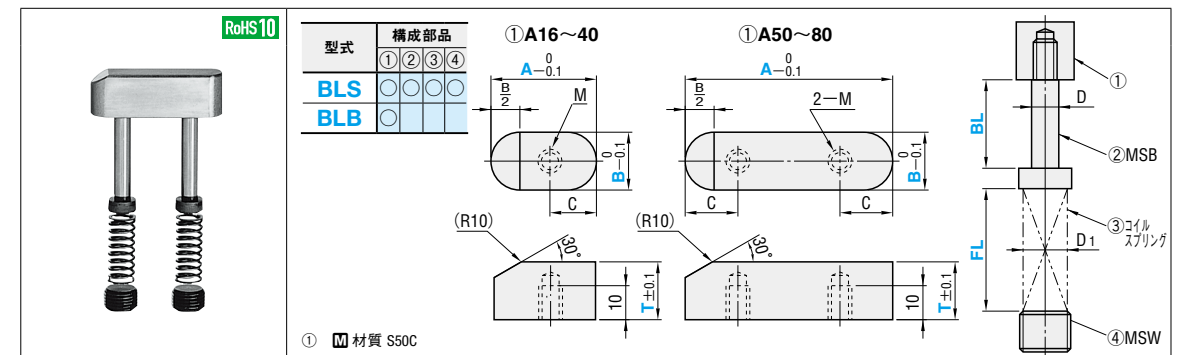 RoHS10
型式
構成部品
① ② ③ ④
BLS ○ ○ ○ ○
BLB ○
①A16～40
A 0 −0.1
B/2
M
B 0 −0.1
C
(R10)
30°
10
T±0.1
①A50～80
A 0 −0.1
B/2
2－M
B 0 −0.1
C
C
(R10)
30°
10
T±0.1
①
D
BL
②MSB
③コイル
スプリング
D1
FL
④MSW
① M 材質 S50C